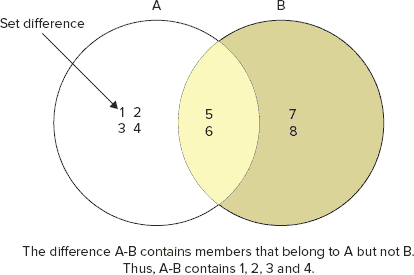 A B
Set difference
1 2 5 7
3 4 6 8
The difference A-B contains members that belong to A but not B.
Thus, A-B contains 1, 2, 3 and 4.